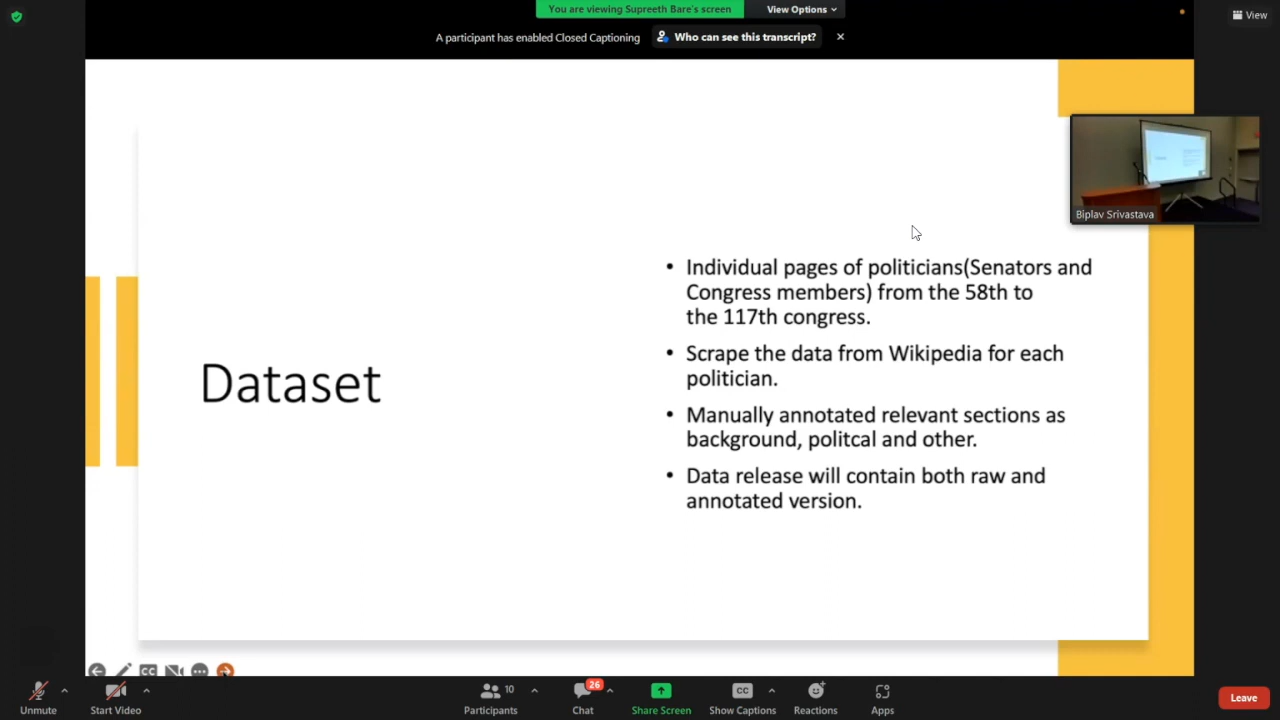 You are viewing Supreeth Bare's screen
View Options
View
A participant has enabled Closed Captioning
Who can see this transcript?
Biplav Srivastava
Dataset
• Individual pages of politicians(Senators and
Congress members) from the 58th to
the 117th congress.
• Scrape the data from Wikipedia for each
politician.
• Manually annotated relevant sections as
background, politcal and other.
• Data release will contain both raw and
annotated version.
CC
Unmute
Start Video
10
Participants
26
Chat
Share Screen
CC
Show Captions
Reactions
Apps
Leave